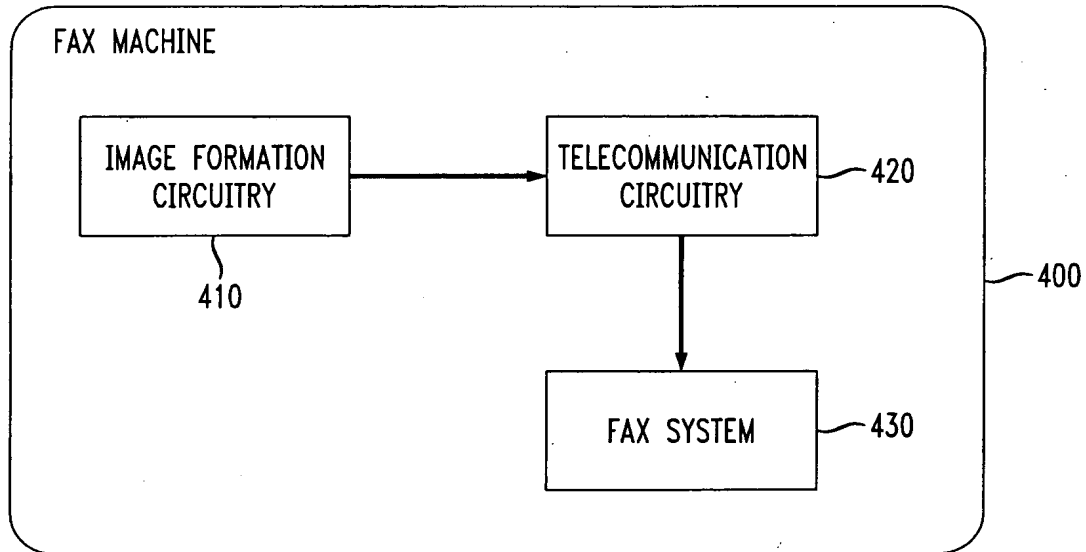 FAX MACHINE
IMAGE FORMATION
CIRCUITRY
410
TELECOMMUNICATION
CIRCUITRY
420
400
FAX SYSTEM
430